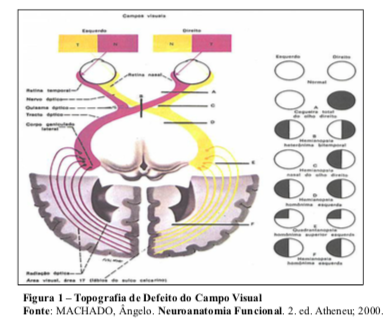 Campos visuais
Esquerdo
Direito
T
N
N
T
Retina temporal
Retina nasal
Nervo óptico
Quiasma óptico
Tracto óptico
Corpo geniculado
lateral
A
B
C
D
E
F
Radiação óptica
Área visual, área 17 (lábios do sulco calcarino)
Esquerdo
Direito
Normal
A
Cegueira total
do olho direito
B
Hemianopsia
heterônima bitemporal
C
Hemianopsia
nasal do olho direito
D
Hemianopsia
homônima esquerda
E
Quadrantanopsia
homônima superior esquerda
F
Hemianopsia
homônima esquerda
Figura 1 – Topografia de Defeito do Campo Visual
Fonte: MACHADO, Ângelo. Neuroanatomia Funcional. 2. ed. Atheneu; 2000.